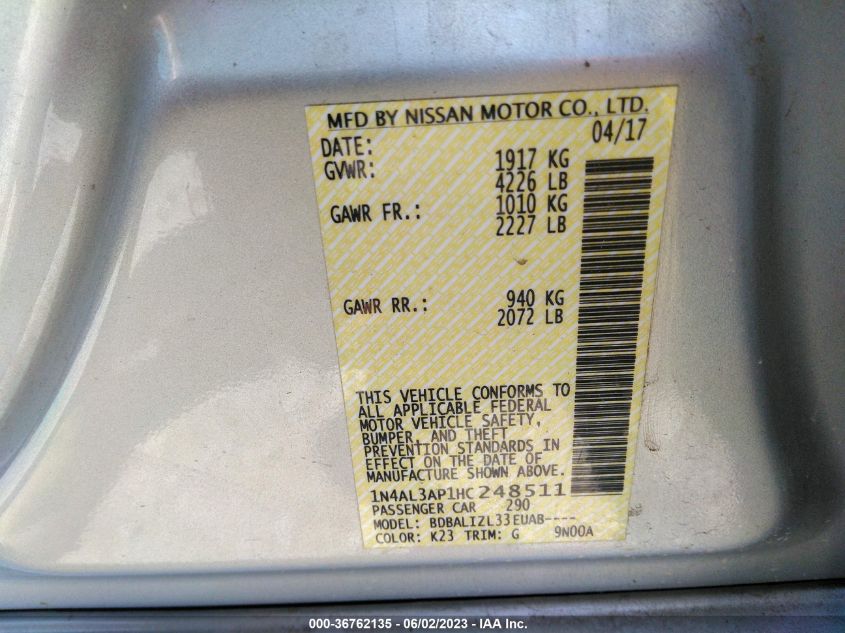 MFD BY NISSAN MOTOR CO., LTD.
DATE: 04/17
GVWR: 1917 KG
4226 LB
GAWR FR.: 1010 KG
2227 LB
GAWR RR.: 940 KG
2072 LB
THIS VEHICLE CONFORMS TO
ALL APPLICABLE FEDERAL
MOTOR VEHICLE SAFETY,
BUMPER, AND THEFT
PREVENTION STANDARDS IN
EFFECT ON THE DATE OF
MANUFACTURE SHOWN ABOVE.
1N4AL3AP1HC248511
PASSENGER CAR 290
MODEL: BDBALIZL33EUAB----
COLOR: K23 TRIM: G 9N00A
000-36762135 - 06/02/2023 - IAA Inc.